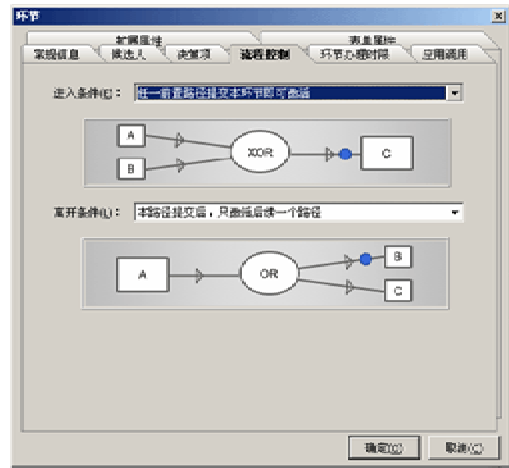 环节
扩展属性 表单属性
常规信息 候选人 决策项 流程控制 环节办理时限 应用调用
进入条件(E): 任一前置路径提交本环节即可激活
A
B
XOR
C
离开条件(L): 本路径提交后，只激活后续一个路径
A
OR
B
C
确定(O) 取消(C)